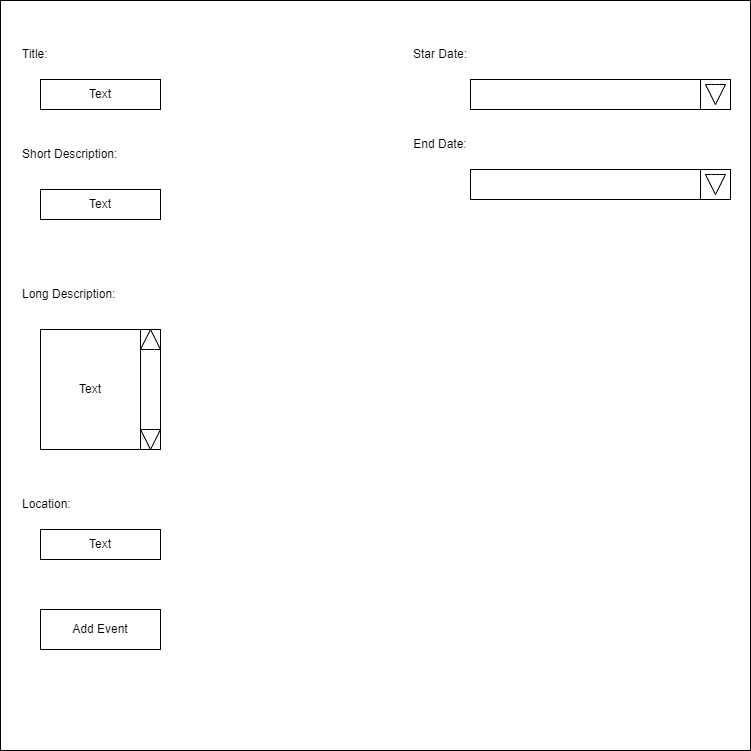 Title:
Text
Short Description:
Text
Long Description:
Text
Location:
Text
Add Event
Star Date:
End Date: